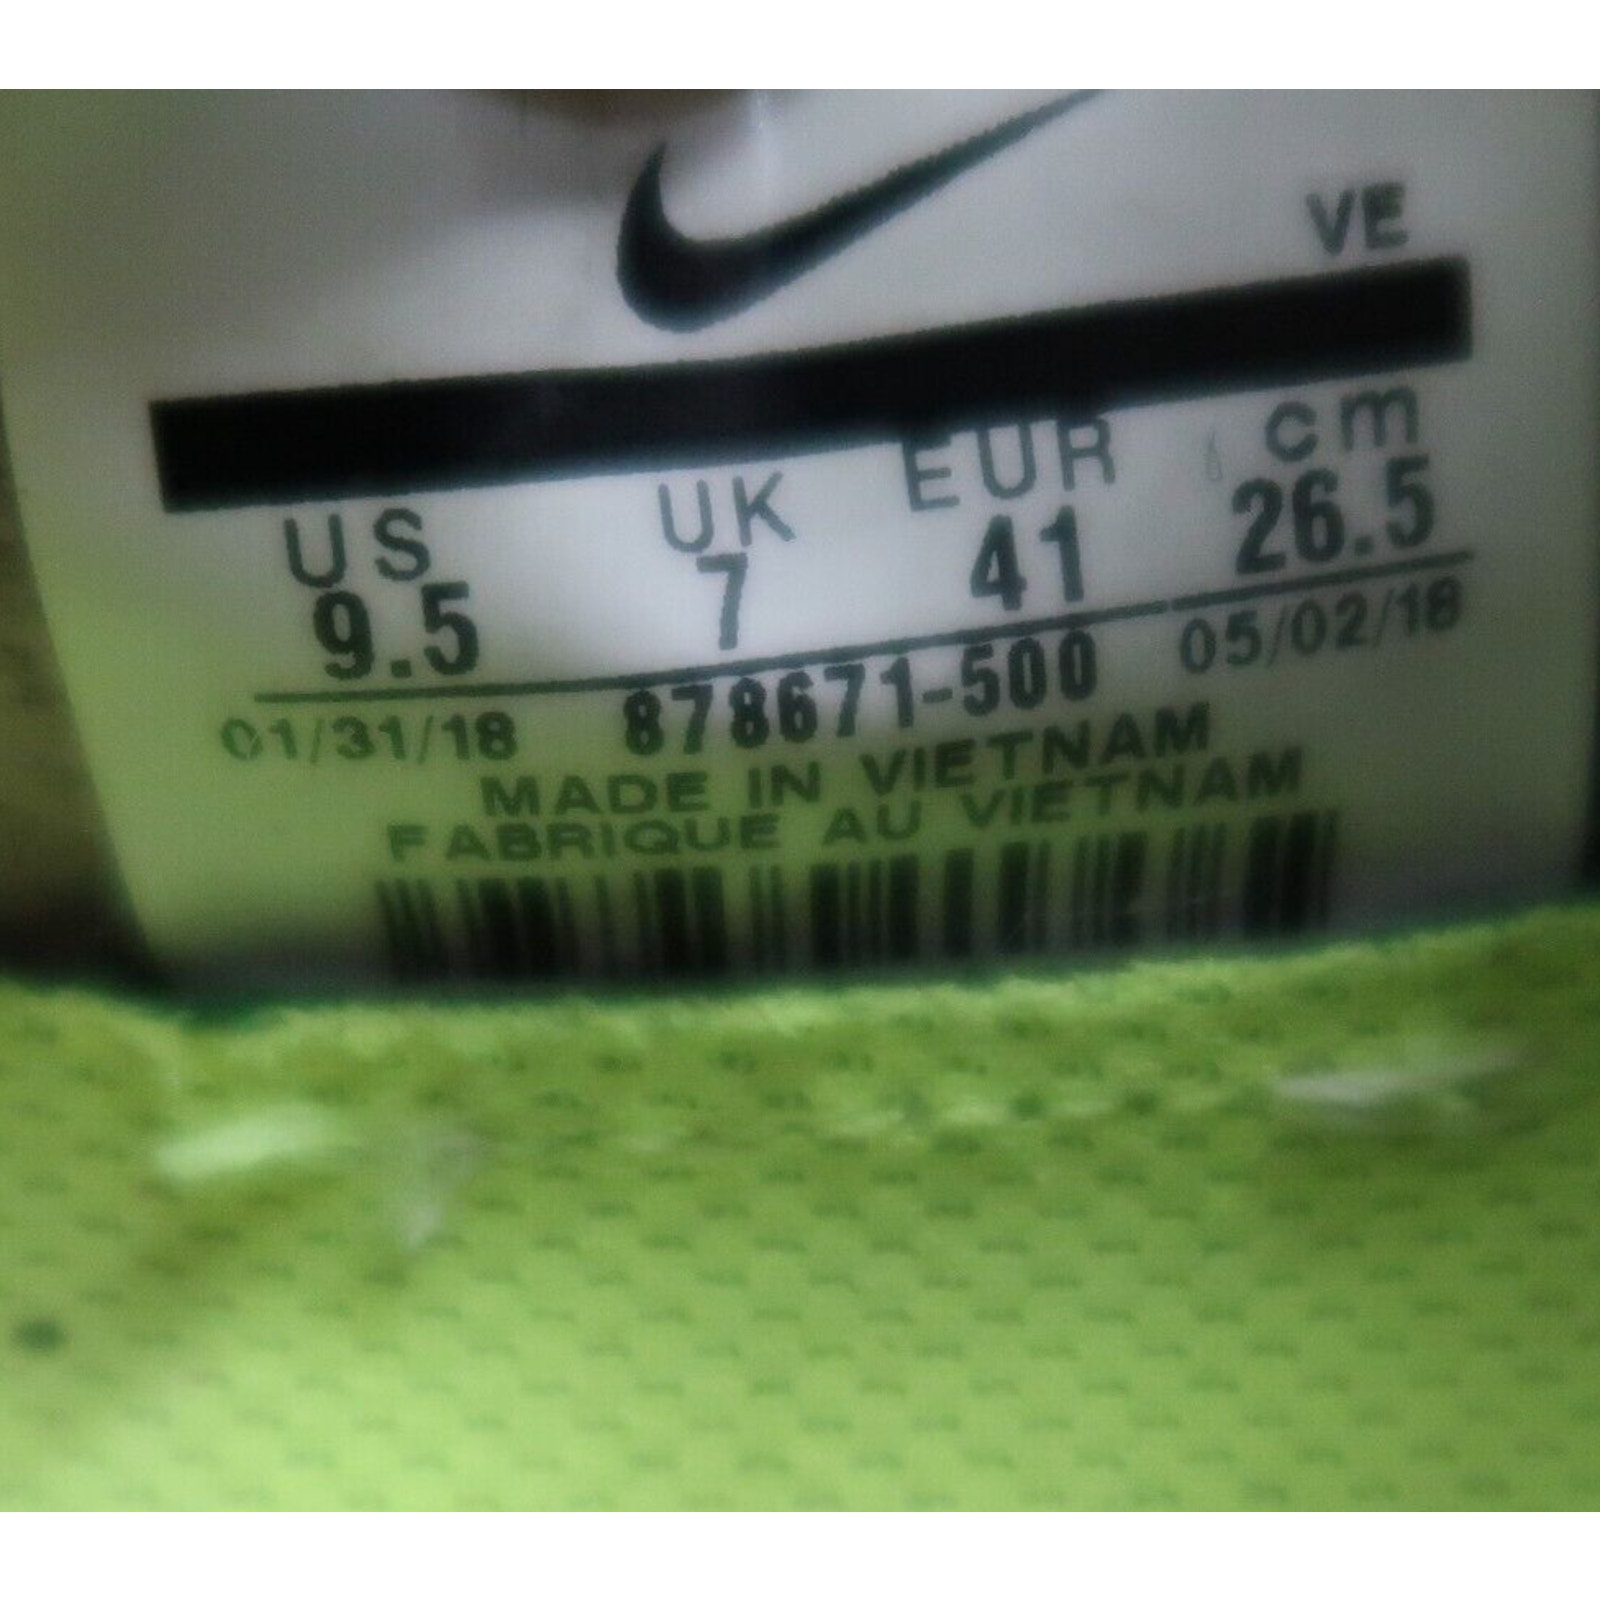 VE
US UK EUR cm
9.5 7 41 26.5
01/31/18 878671-500 05/02/18
MADE IN VIETNAM
FABRIQUE AU VIETNAM